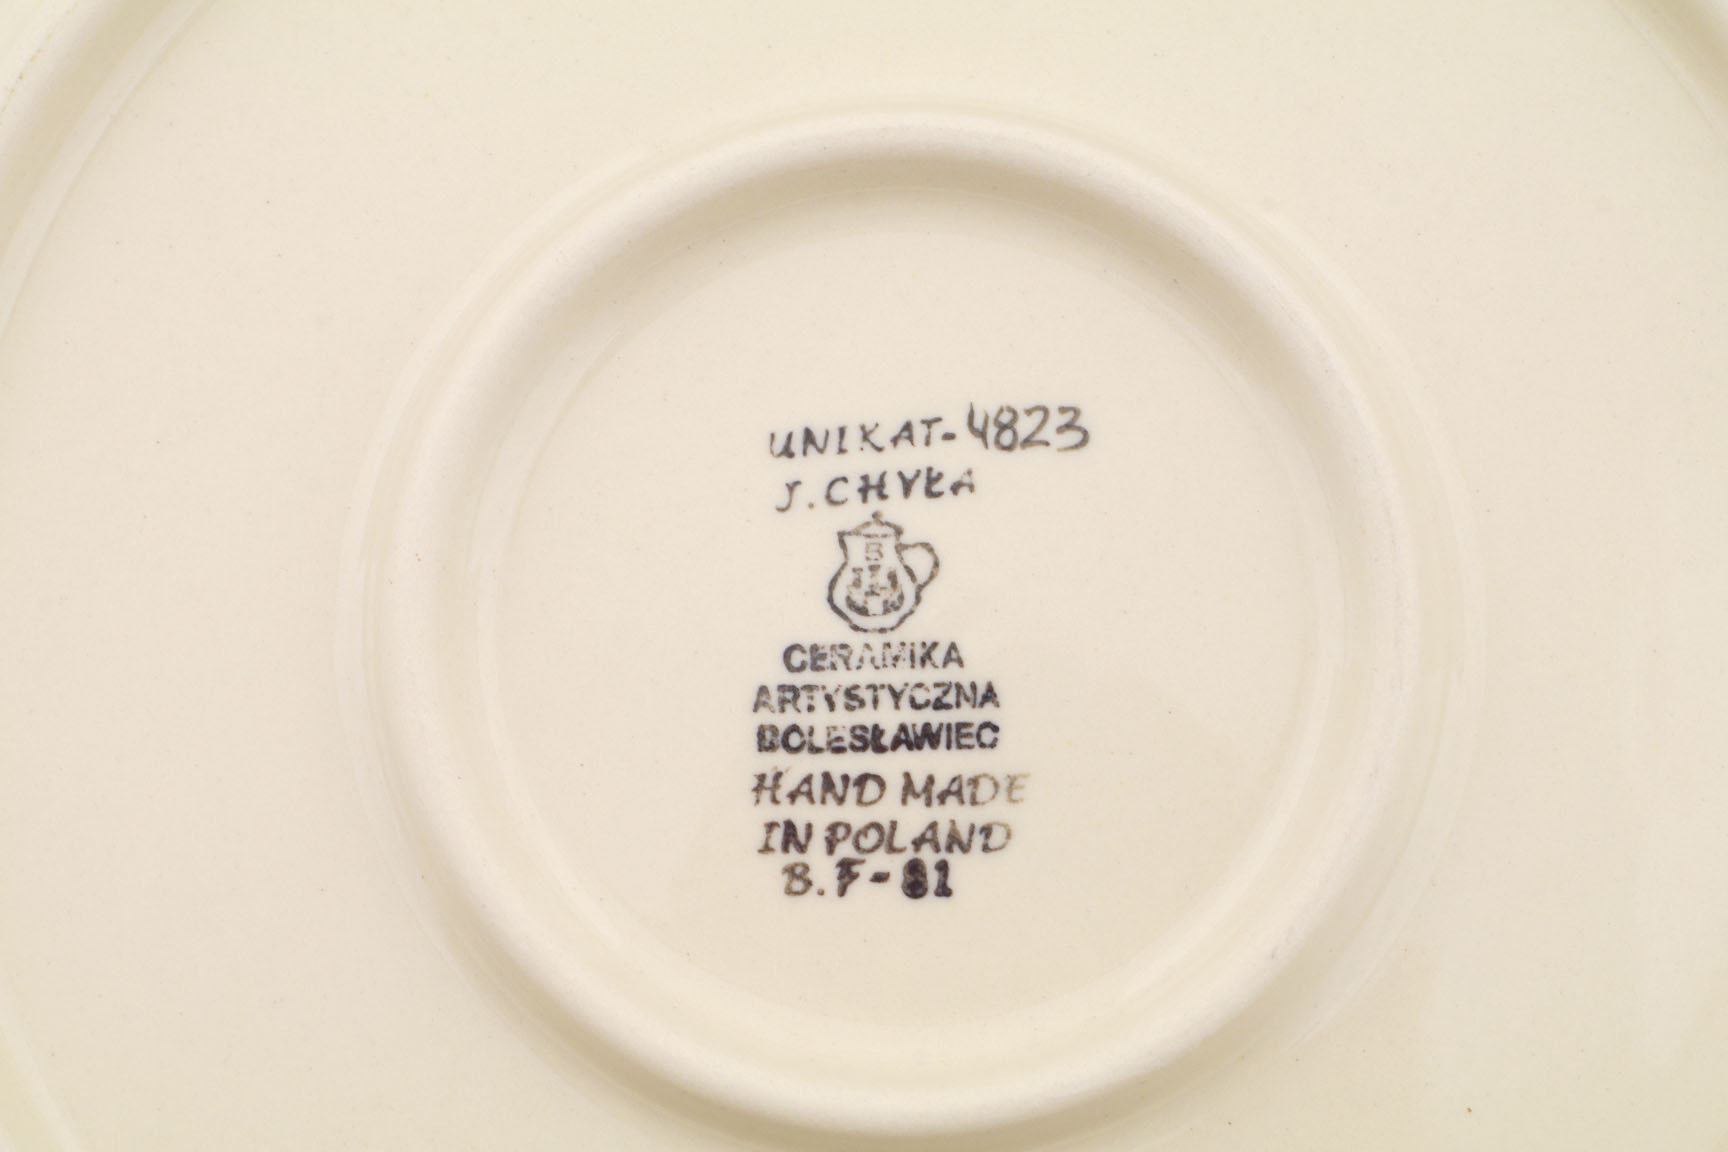 UNIKAT-4823
J. CHYŁA
B
CERAMIKA
ARTYSTYCZNA
BOLESŁAWIEC
HAND MADE
IN POLAND
B.F-81